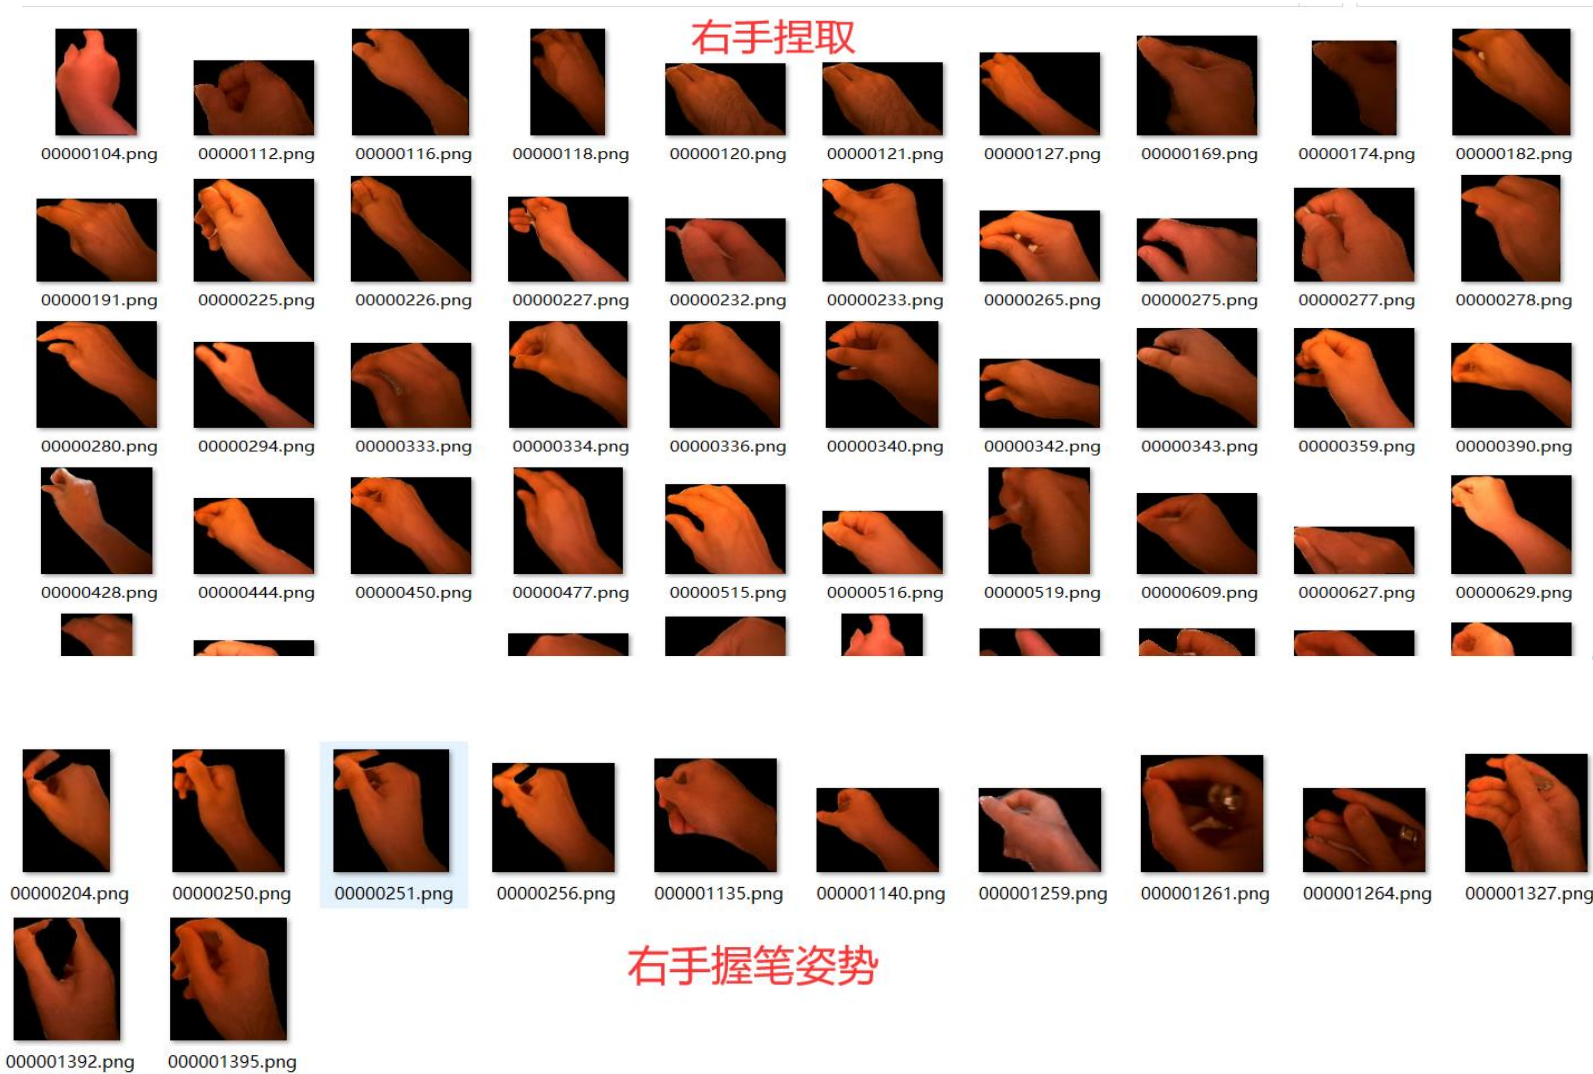 右手捏取
00000104.png 00000112.png 00000116.png 00000118.png 00000120.png 00000121.png 00000127.png 00000169.png 00000174.png 00000182.png
00000191.png 00000225.png 00000226.png 00000227.png 00000232.png 00000233.png 00000265.png 00000275.png 00000277.png 00000278.png
00000280.png 00000294.png 00000333.png 00000334.png 00000336.png 00000340.png 00000342.png 00000343.png 00000359.png 00000390.png
00000428.png 00000444.png 00000450.png 00000477.png 00000515.png 00000516.png 00000519.png 00000609.png 00000627.png 00000629.png
00000204.png 00000250.png 00000251.png 00000256.png 000001135.png 000001140.png 000001259.png 000001261.png 000001264.png 000001327.png
右手握笔姿势
000001392.png 000001395.png